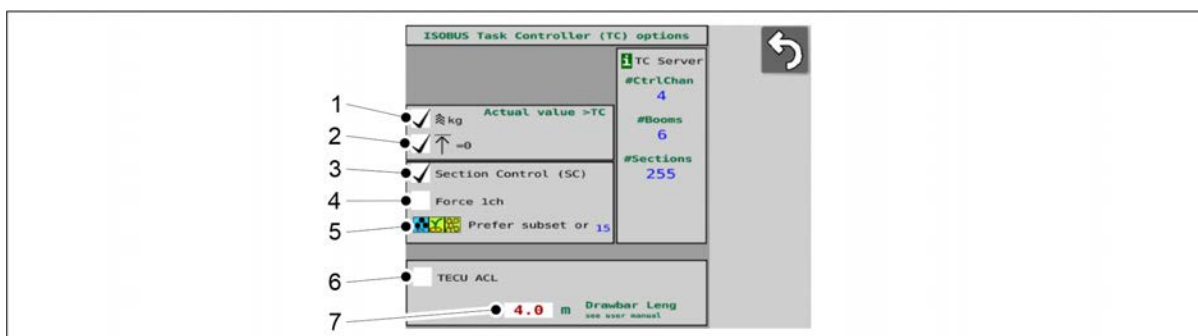 ISOBUS Task Controller (TC) options
i TC Server
#CtrlChan
4
#Booms
6
#Sections
255
1
Actual value >TC
kg
2
=0
3
Section Control (SC)
4
Force 1ch
5
Prefer subset or 15
6
TECU ACL
7
4.0 m Drawbar Leng
see user manual